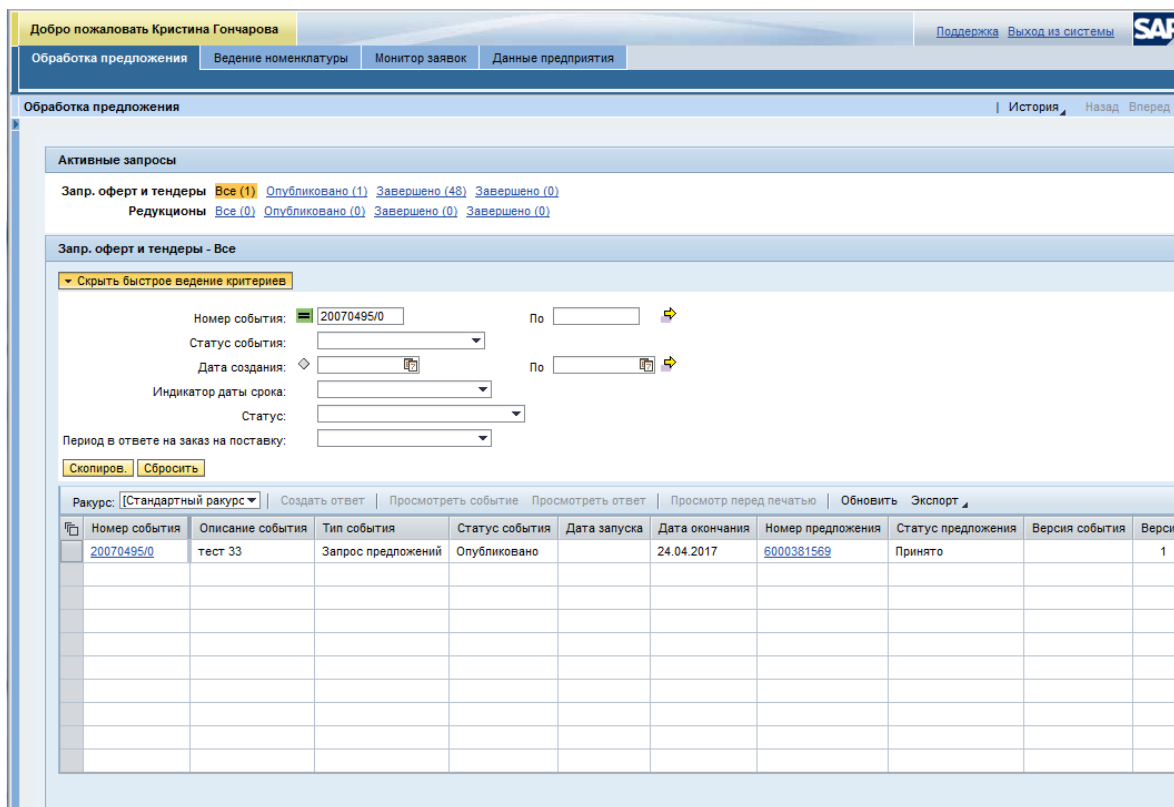 Добро пожаловать Кристина Гончарова
Поддержка Выход из системы
SAP
Обработка предложения Ведение номенклатуры Монитор заявок Данные предприятия
Обработка предложения
История Назад Вперед
Активные запросы
Запр. оферт и тендеры Все (1) Опубликовано (1) Завершено (48) Завершено (0)
Редукционы Все (0) Опубликовано (0) Завершено (0) Завершено (0)
Запр. оферт и тендеры - Все
Скрыть быстрое ведение критериев
Номер события: 20070495/0 По
Статус события:
Дата создания: По
Индикатор даты срока:
Статус:
Период в ответе на заказ на поставку:
Скопиров. Сбросить
Ракурс: [Стандартный ракурс Создать ответ Просмотреть событие Просмотреть ответ Просмотр перед печатью Обновить Экспорт
Номер события Описание события Тип события Статус события Дата запуска Дата окончания Номер предложения Статус предложения Версия события Верси
20070495/0 тест 33 Запрос предложений Опубликовано 24.04.2017 6000381569 Принято 1